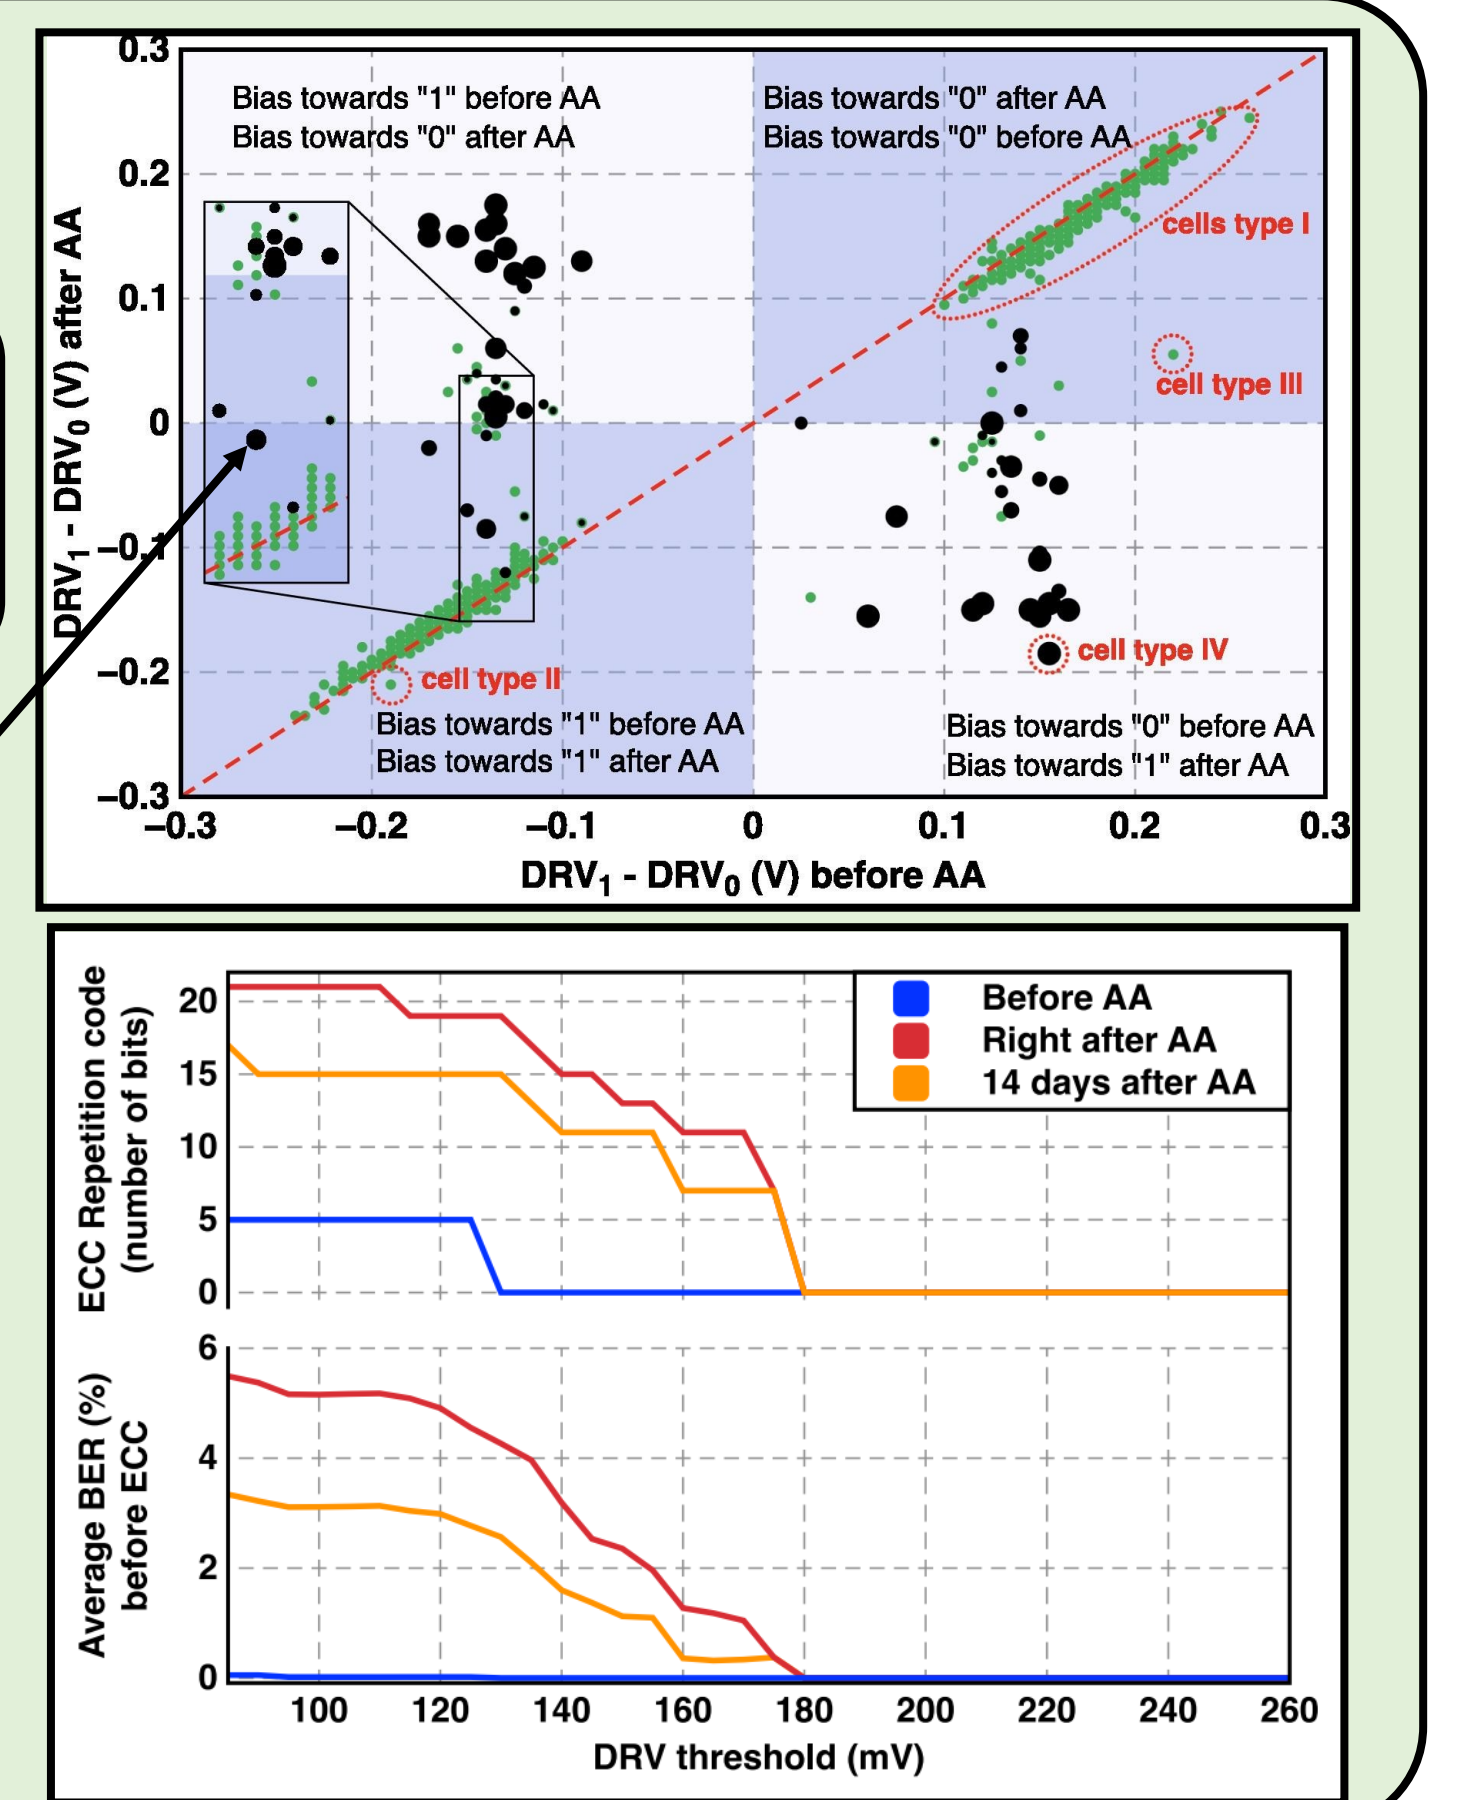 0.3
0.2
0.1
0
−0.1
−0.2
−0.3
DRV1 - DRV0 (V) after AA
Bias towards "1" before AA
Bias towards "0" after AA
Bias towards "0" after AA
Bias towards "0" before AA
cells type I
cell type III
cell type IV
cell type II
Bias towards "1" before AA
Bias towards "1" after AA
Bias towards "0" before AA
Bias towards "1" after AA
−0.3 −0.2 −0.1 0 0.1 0.2 0.3
DRV1 - DRV0 (V) before AA
ECC Repetition code
(number of bits)
20
15
10
5
0
Before AA
Right after AA
14 days after AA
Average BER (%)
before ECC
6
4
2
0
100 120 140 160 180 200 220 240 260
DRV threshold (mV)